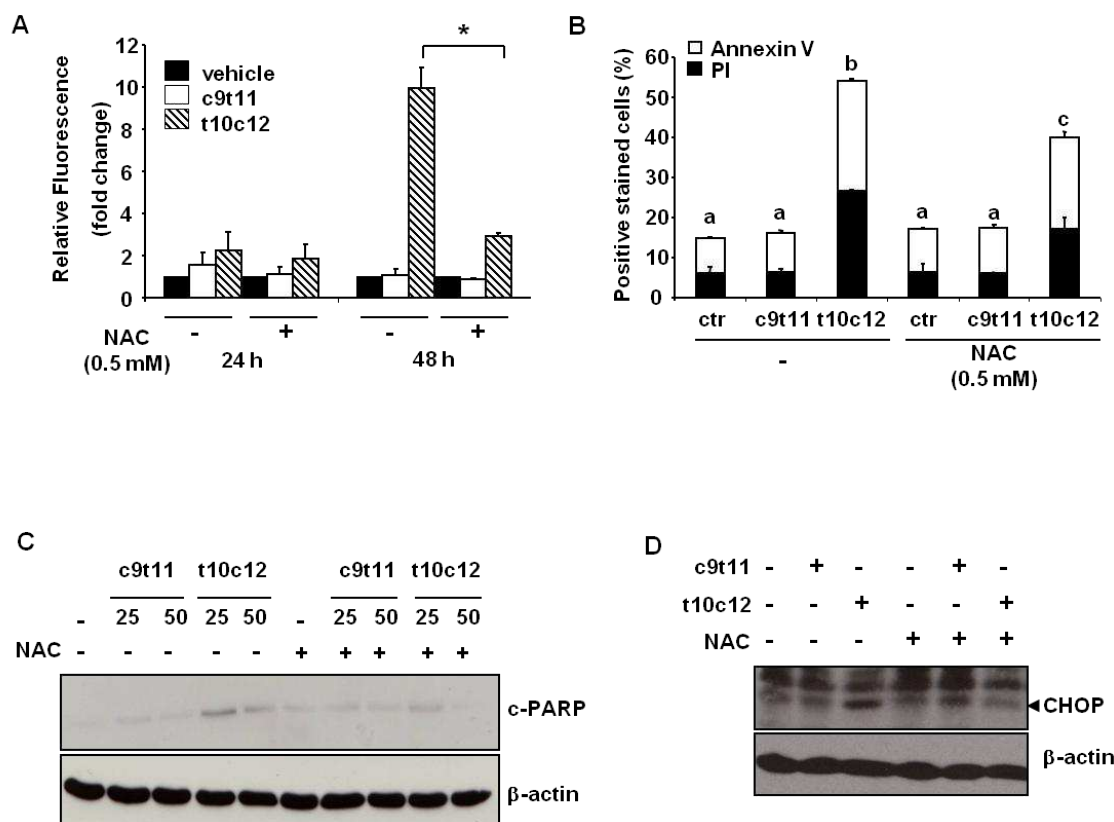 A
Relative Fluorescence
(fold change)
12
10
8
6
4
2
0
vehicle
c9t11
t10c12
*
NAC
(0.5 mM)
- + - +
24 h 48 h
B
Positive stained cells (%)
60
50
40
30
20
10
0
Annexin V
PI
a a b a a c
ctr c9t11 t10c12 ctr c9t11 t10c12
- NAC
(0.5 mM)
C
c9t11 t10c12 c9t11 t10c12
- 25 50 25 50 - 25 50 25 50
NAC - - - - - + + + + +
c-PARP
β-actin
D
c9t11 - + - - + -
t10c12 - - + - - +
NAC - - - + + +
CHOP
β-actin